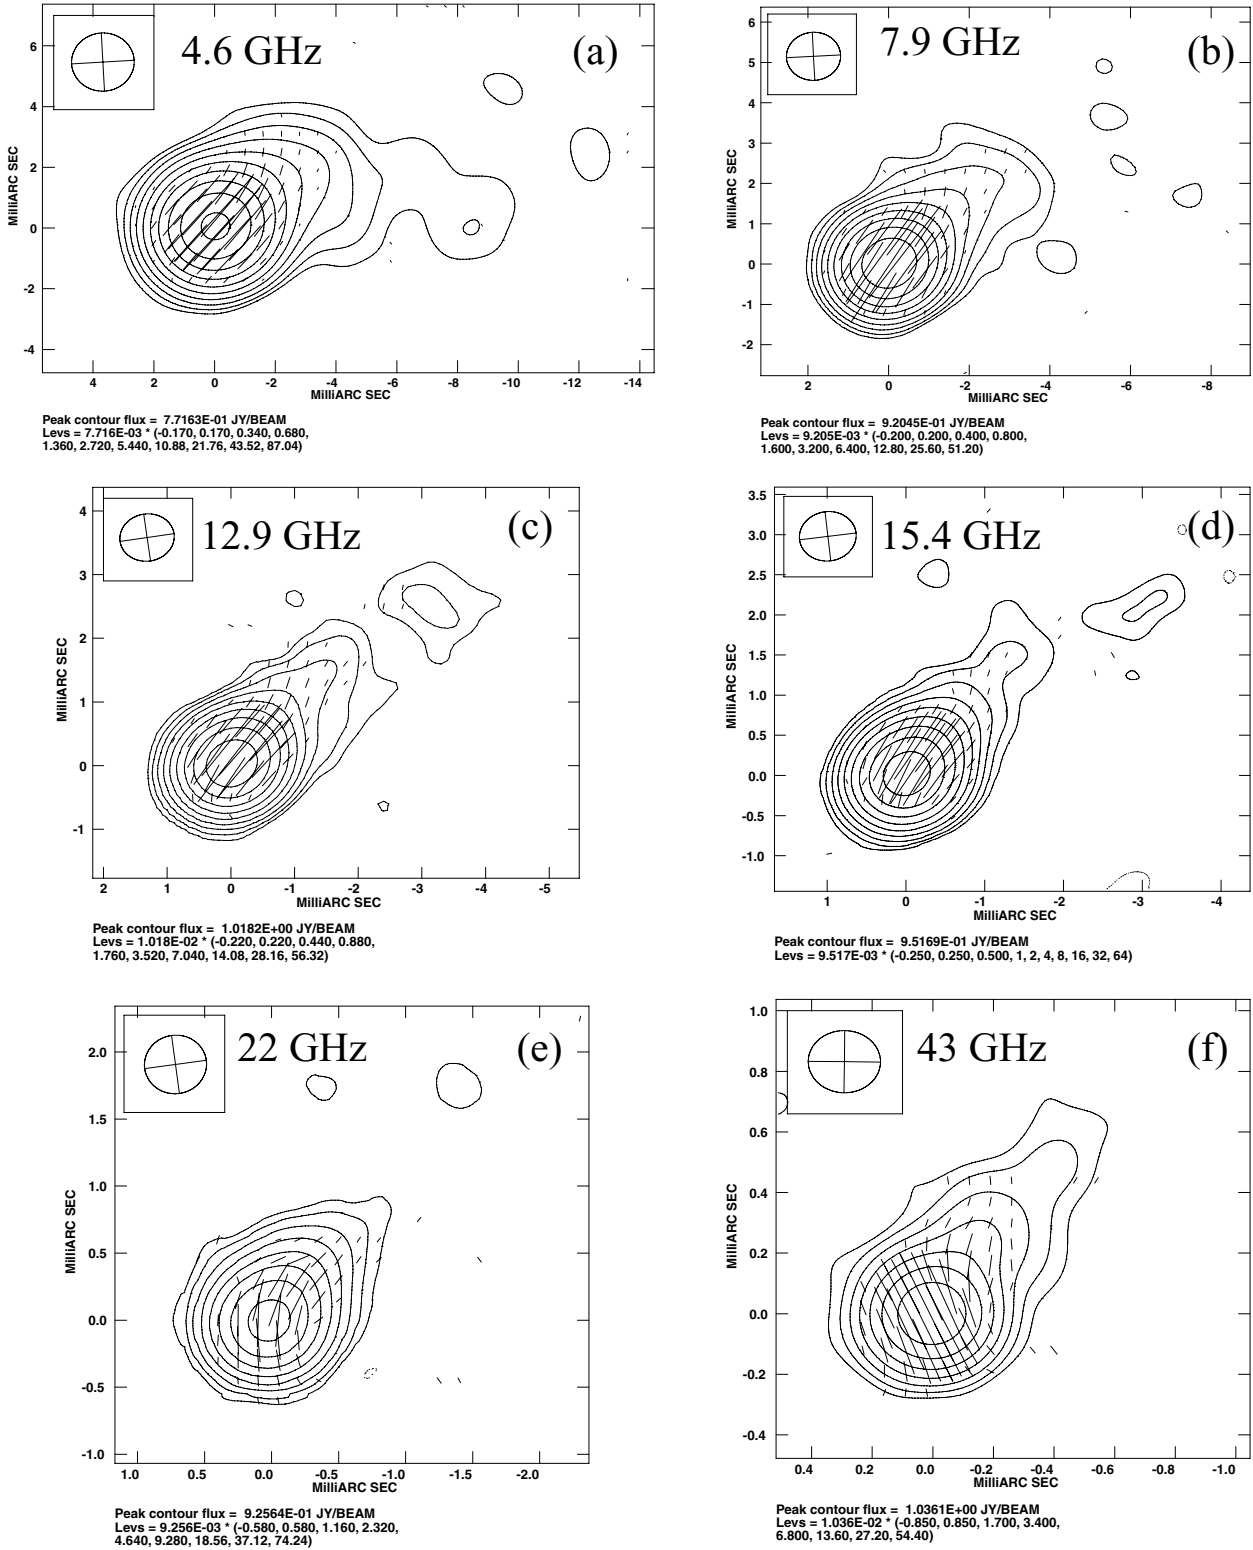 4.6 GHz (a)
6
4
2
0
-2
-4
MilliARC SEC
4 2 0 -2 -4 -6 -8 -10 -12 -14
MilliARC SEC
Peak contour flux = 7.7163E-01 JY/BEAM
Levs = 7.716E-03 * (-0.170, 0.170, 0.340, 0.680,
1.360, 2.720, 5.440, 10.88, 21.76, 43.52, 87.04)
7.9 GHz (b)
6
5
4
3
2
1
0
-1
-2
MilliARC SEC
2 0 -2 -4 -6 -8
MilliARC SEC
Peak contour flux = 9.2045E-01 JY/BEAM
Levs = 9.205E-03 * (-0.200, 0.200, 0.400, 0.800,
1.600, 3.200, 6.400, 12.80, 25.60, 51.20)
12.9 GHz (c)
4
3
2
1
0
-1
MilliARC SEC
2 1 0 -1 -2 -3 -4 -5
MilliARC SEC
Peak contour flux = 1.0182E+00 JY/BEAM
Levs = 1.018E-02 * (-0.220, 0.220, 0.440, 0.880,
1.760, 3.520, 7.040, 14.08, 28.16, 56.32)
15.4 GHz (d)
3.5
3.0
2.5
2.0
1.5
1.0
0.5
0.0
-0.5
-1.0
MilliARC SEC
1 0 -1 -2 -3 -4
MilliARC SEC
Peak contour flux = 9.5169E-01 JY/BEAM
Levs = 9.517E-03 * (-0.250, 0.250, 0.500, 1, 2, 4, 8, 16, 32, 64)
22 GHz (e)
2.0
1.5
1.0
0.5
0.0
-0.5
-1.0
MilliARC SEC
1.0 0.5 0.0 -0.5 -1.0 -1.5 -2.0
MilliARC SEC
Peak contour flux = 9.2564E-01 JY/BEAM
Levs = 9.256E-03 * (-0.580, 0.580, 1.160, 2.320,
4.640, 9.280, 18.56, 37.12, 74.24)
43 GHz (f)
1.0
0.8
0.6
0.4
0.2
0.0
-0.2
-0.4
MilliARC SEC
0.4 0.2 0.0 -0.2 -0.4 -0.6 -0.8 -1.0
MilliARC SEC
Peak contour flux = 1.0361E+00 JY/BEAM
Levs = 1.036E-02 * (-0.850, 0.850, 1.700, 3.400,
6.800, 13.60, 27.20, 54.40)